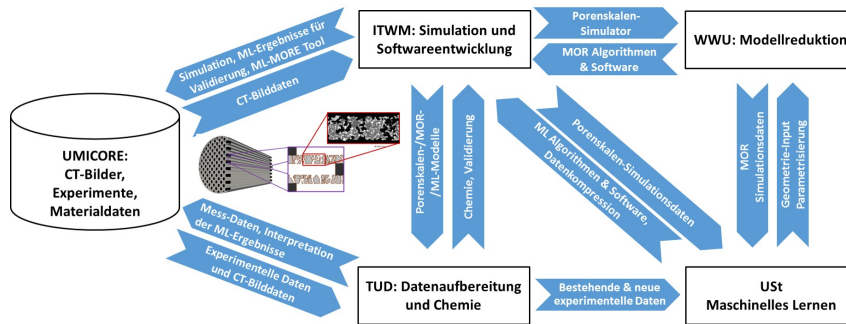 ITWM: Simulation und
Softwareentwicklung
Porenskalen-
Simulator
MOR Algorithmen
& Software
WWU: Modellreduktion
Simulation, ML-Ergebnisse für
Validierung, ML-MORE Tool
CT-Bilddaten
UMICORE:
CT-Bilder,
Experimente,
Materialdaten
Porenskalen-/MOR-
/ML-Modelle
Chemie, Validierung
Porenskalen-Simulationsdaten
ML Algorithmen & Software,
Datenkompression
MOR
Simulationsdaten
Geometrie-Input
Parametrisierung
Mess-Daten, Interpretation
der ML-Ergebnisse
Experimentelle Daten
und CT-Bilddaten
TUD: Datenaufbereitung
und Chemie
Bestehende & neue
experimentelle Daten
USt
Maschinelles Lernen